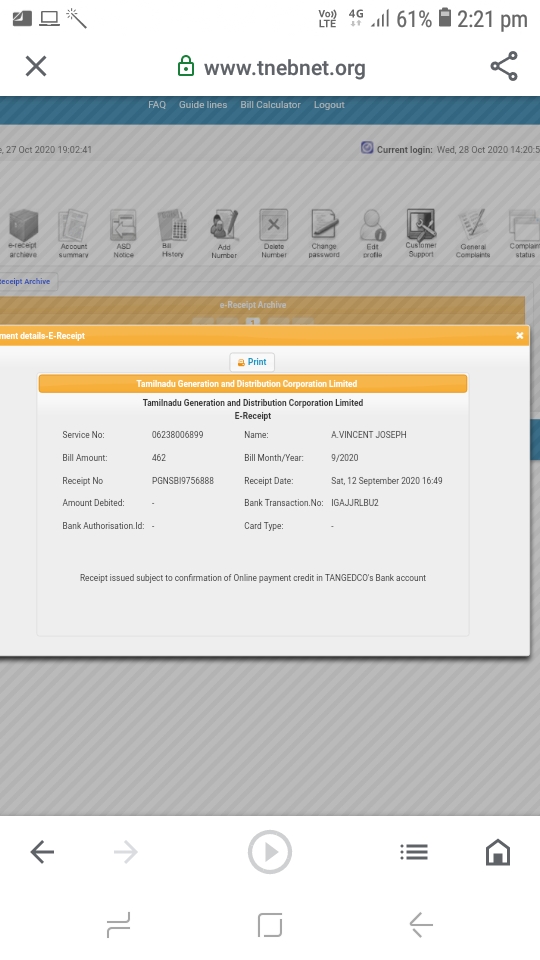 Vo)) LTE 4G 61% 2:21 pm
www.tnebnet.org
FAQ Guide lines Bill Calculator Logout
, 27 Oct 2020 19:02:41 Current login: Wed, 28 Oct 2020 14:20:5
e-receipt archieve Account summary ASD Notice Bill History Add Number Delete Number Change password Edit profile Customer Support General Complaints Complaint status
Receipt Archive
e-Receipt Archive
1
ment details-E-Receipt
Print
Tamilnadu Generation and Distribution Corporation Limited
Tamilnadu Generation and Distribution Corporation Limited
E-Receipt
Service No: 06238006899 Name: A.VINCENT JOSEPH
Bill Amount: 462 Bill Month/Year: 9/2020
Receipt No PGNSBI9756888 Receipt Date: Sat, 12 September 2020 16:49
Amount Debited: - Bank Transaction.No: IGAJJRLBU2
Bank Authorisation.Id: - Card Type: -
Receipt issued subject to confirmation of Online payment credit in TANGEDCO's Bank account